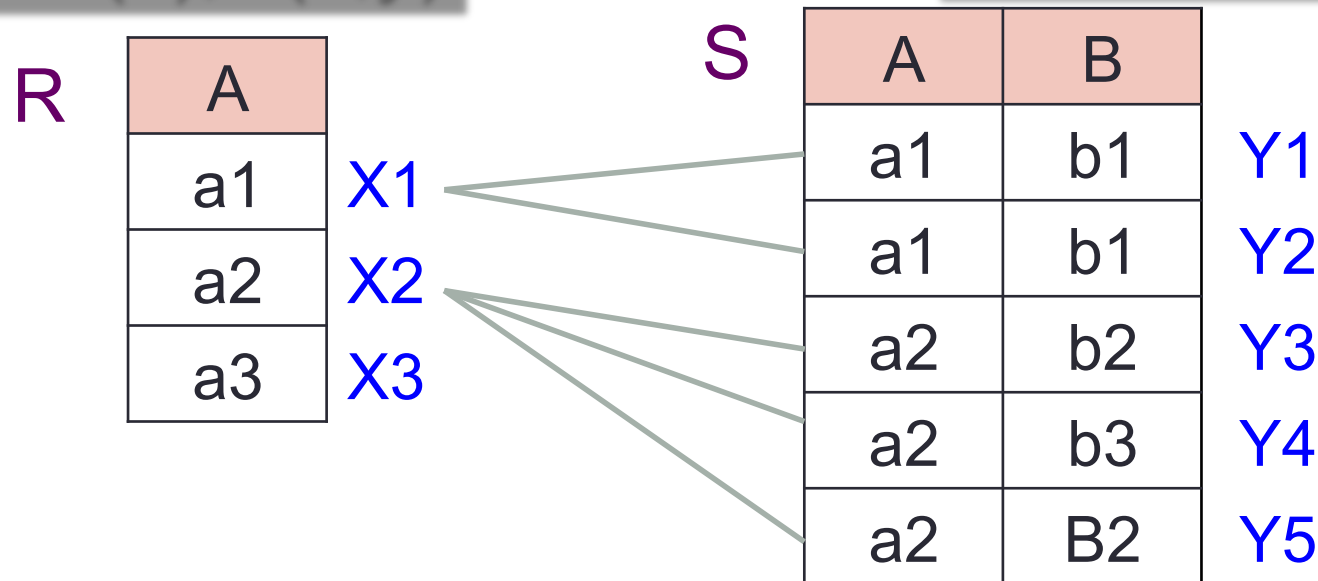 R
A
a1 X1
a2 X2
a3 X3
S
A B
a1 b1 Y1
a1 b1 Y2
a2 b2 Y3
a2 b3 Y4
a2 B2 Y5